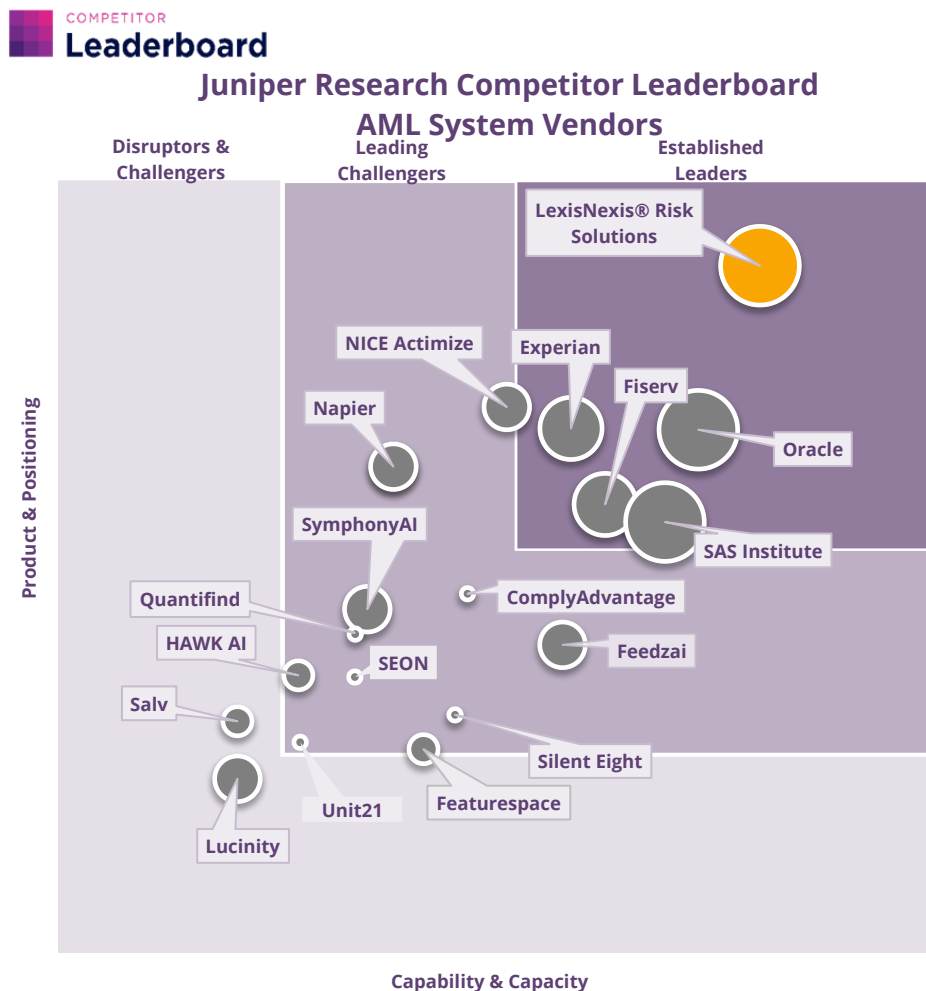 COMPETITOR
Leaderboard
Juniper Research Competitor Leaderboard
AML System Vendors
Disruptors &
Challengers
Leading
Challengers
Established
Leaders
LexisNexis® Risk
Solutions
NICE Actimize
Experian
Fiserv
Napier
Oracle
SymphonyAI
SAS Institute
Quantifind
ComplyAdvantage
HAWK AI
SEON
Feedzai
Salv
Silent Eight
Unit21
Featurespace
Lucinity
Product & Positioning
Capability & Capacity